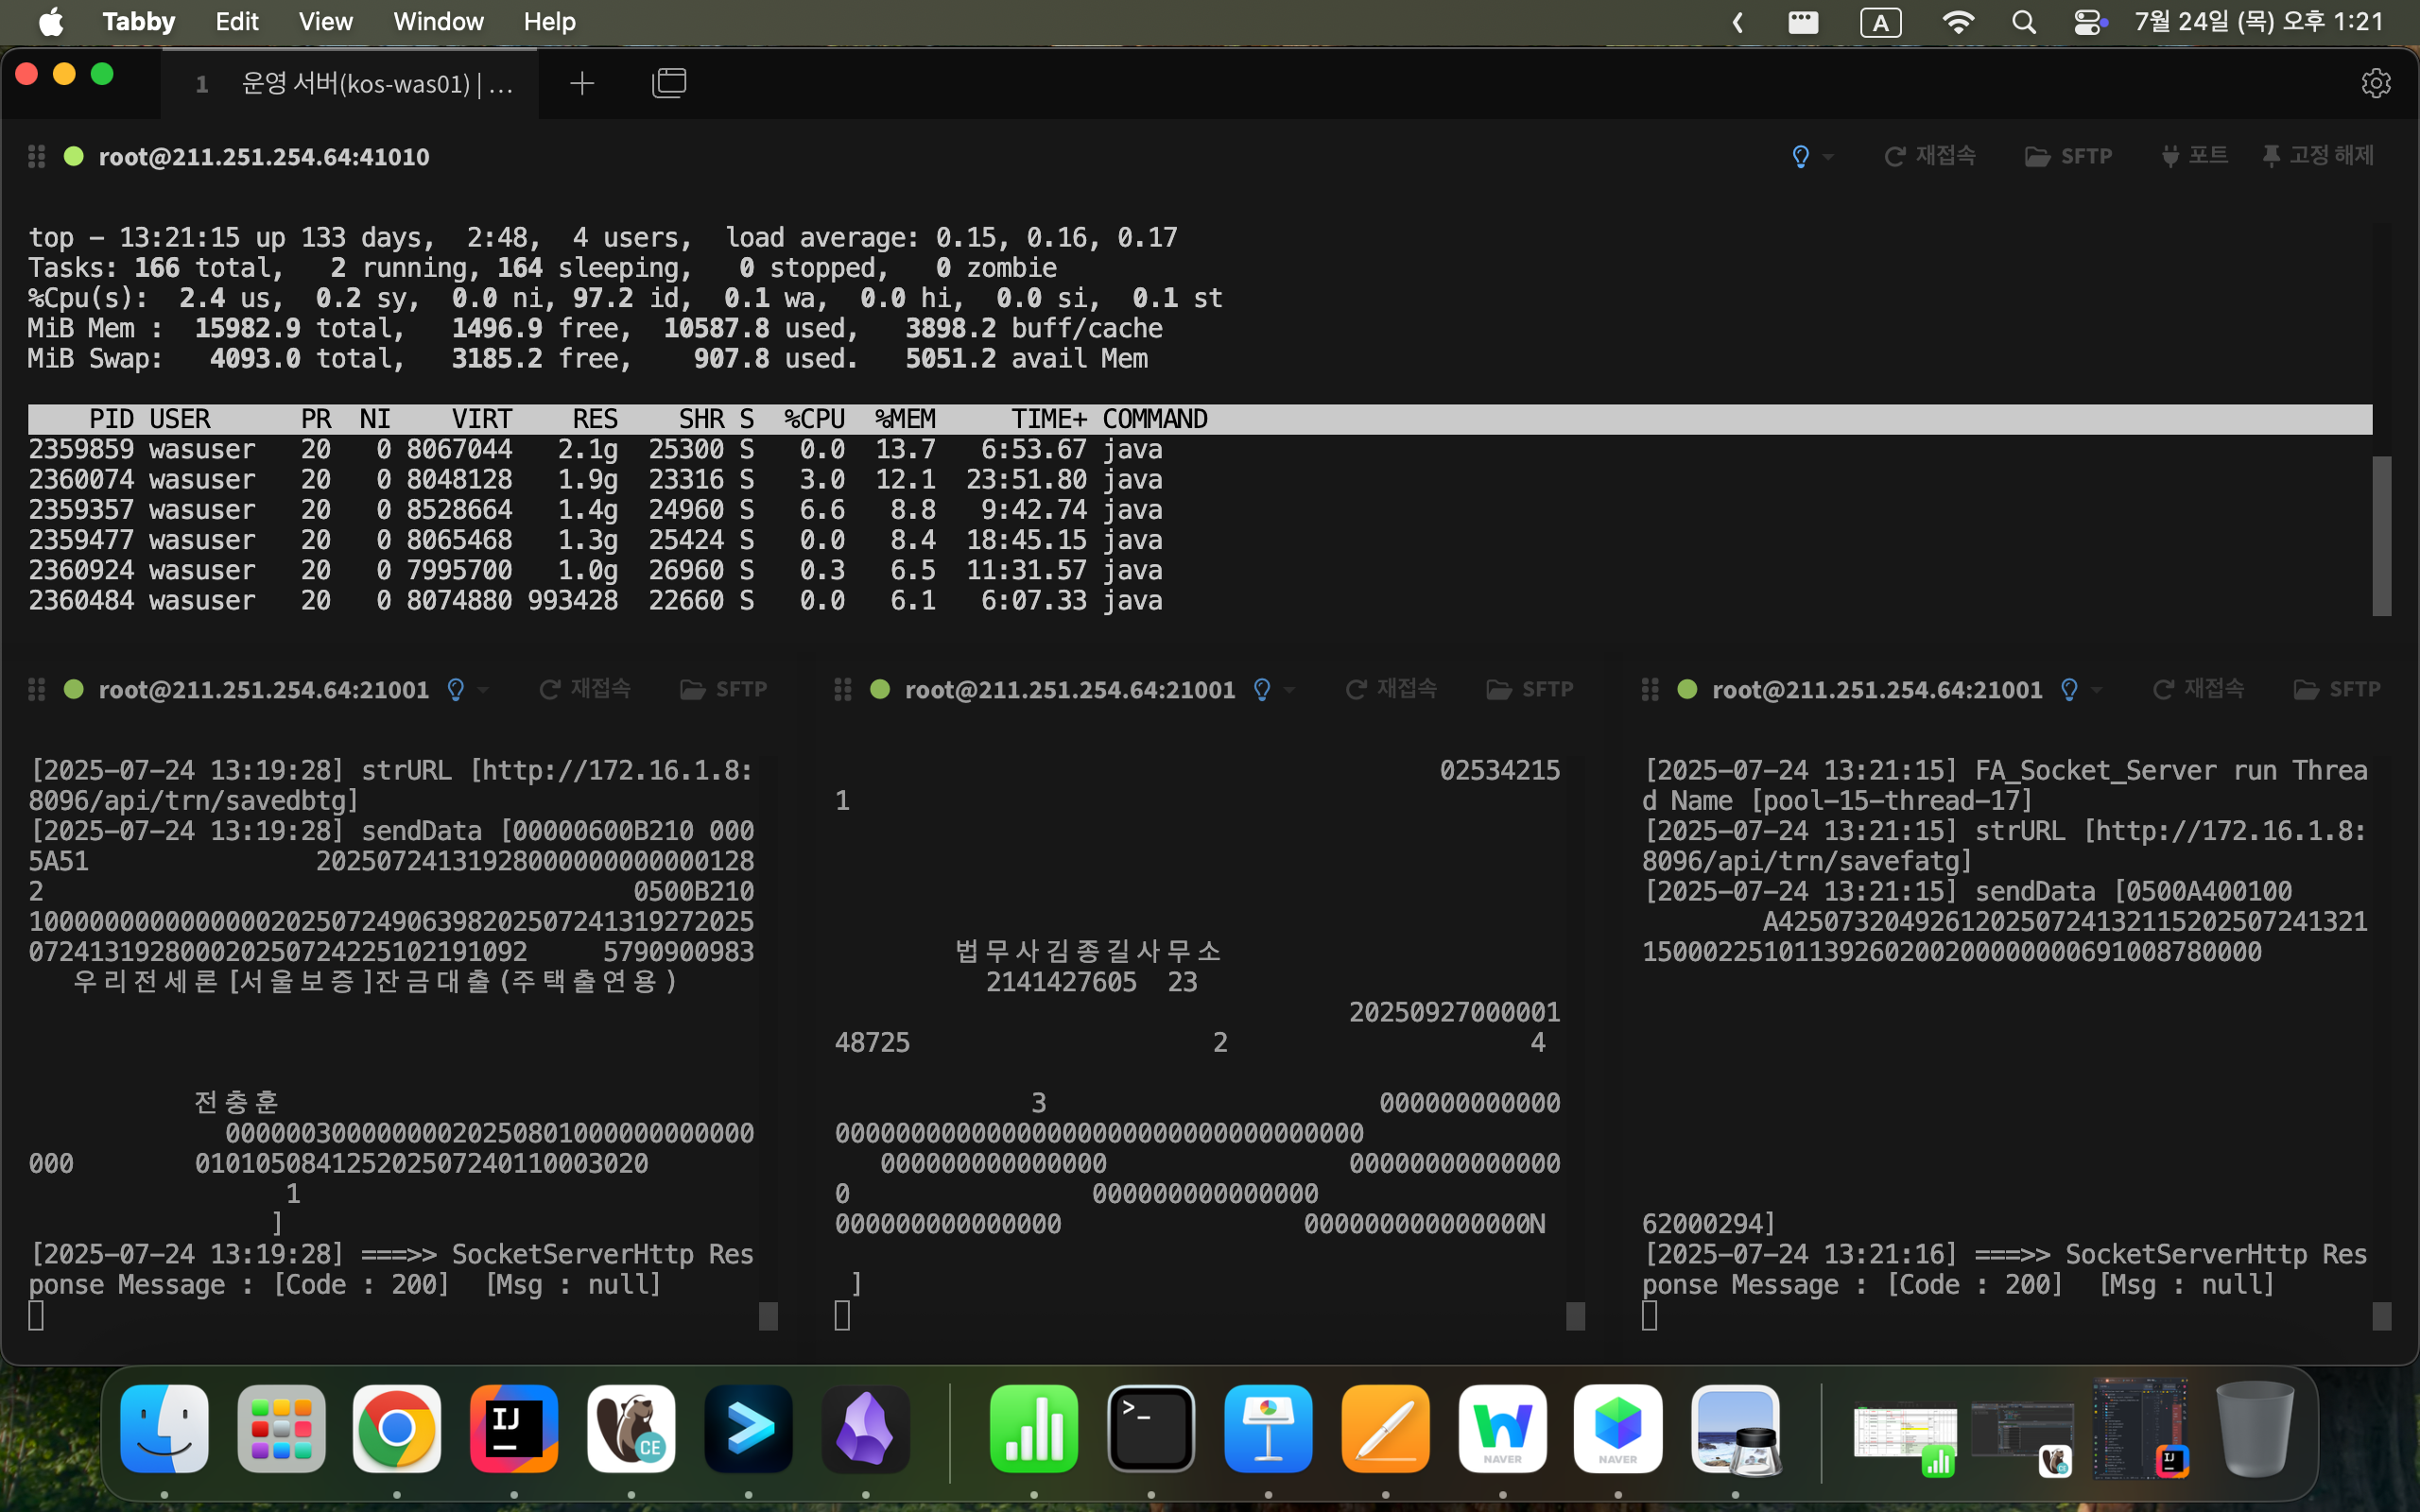 Tabby Edit View Window Help A 7월 24일 (목) 오후 1:21
1 운영 서버(kos-was01) | ...
root@211.251.254.64:41010 재접속 SFTP 포트 고정 해제
top - 13:21:15 up 133 days, 2:48, 4 users, load average: 0.15, 0.16, 0.17
Tasks: 166 total, 2 running, 164 sleeping, 0 stopped, 0 zombie
%Cpu(s): 2.4 us, 0.2 sy, 0.0 ni, 97.2 id, 0.1 wa, 0.0 hi, 0.0 si, 0.1 st
MiB Mem : 15982.9 total, 1496.9 free, 10587.8 used, 3898.2 buff/cache
MiB Swap: 4093.0 total, 3185.2 free, 907.8 used. 5051.2 avail Mem
PID USER PR NI VIRT RES SHR S %CPU %MEM TIME+ COMMAND
2359859 wasuser 20 0 8067044 2.1g 25300 S 0.0 13.7 6:53.67 java
2360074 wasuser 20 0 8048128 1.9g 23316 S 3.0 12.1 23:51.80 java
2359357 wasuser 20 0 8528664 1.4g 24960 S 6.6 8.8 9:42.74 java
2359477 wasuser 20 0 8065468 1.3g 25424 S 0.0 8.4 18:45.15 java
2360924 wasuser 20 0 7995700 1.0g 26960 S 0.3 6.5 11:31.57 java
2360484 wasuser 20 0 8074880 993428 22660 S 0.0 6.1 6:07.33 java
root@211.251.254.64:21001 재접속 SFTP
[2025-07-24 13:19:28] strURL [http://172.16.1.8:
8096/api/trn/savedbtg]
[2025-07-24 13:19:28] sendData [00000600B210 000
5A51 20250724131928000000000000128
2 0500B210
100000000000000020250724906398202507241319272025
072413192800020250724225102191092 5790900983
우리전세론[서울보증]잔금대출(주택출연용)
전충훈
00000030000000020250801000000000000
000 010105084125202507240110003020
1
]
[2025-07-24 13:19:28] ===>> SocketServerHttp Res
ponse Message : [Code : 200] [Msg : null]
root@211.251.254.64:21001 재접속 SFTP
02534215
1
법무사김종길사무소
2141427605 23
20250927000001
48725 2 4
3 000000000000
00000000000000000000000000000000000
000000000000000 00000000000000
0 000000000000000
000000000000000 000000000000000N
]
root@211.251.254.64:21001 재접속 SFTP
[2025-07-24 13:21:15] FA_Socket_Server run Threa
d Name [pool-15-thread-17]
[2025-07-24 13:21:15] strURL [http://172.16.1.8:
8096/api/trn/savefatg]
[2025-07-24 13:21:15] sendData [0500A400100
A4250732049261202507241321152025072413​21
15000225101139260200200000000691008780000
62000294]
[2025-07-24 13:21:16] ===>> SocketServerHttp Res
ponse Message : [Code : 200] [Msg : null]
IJ CE >_ NAVER NAVER